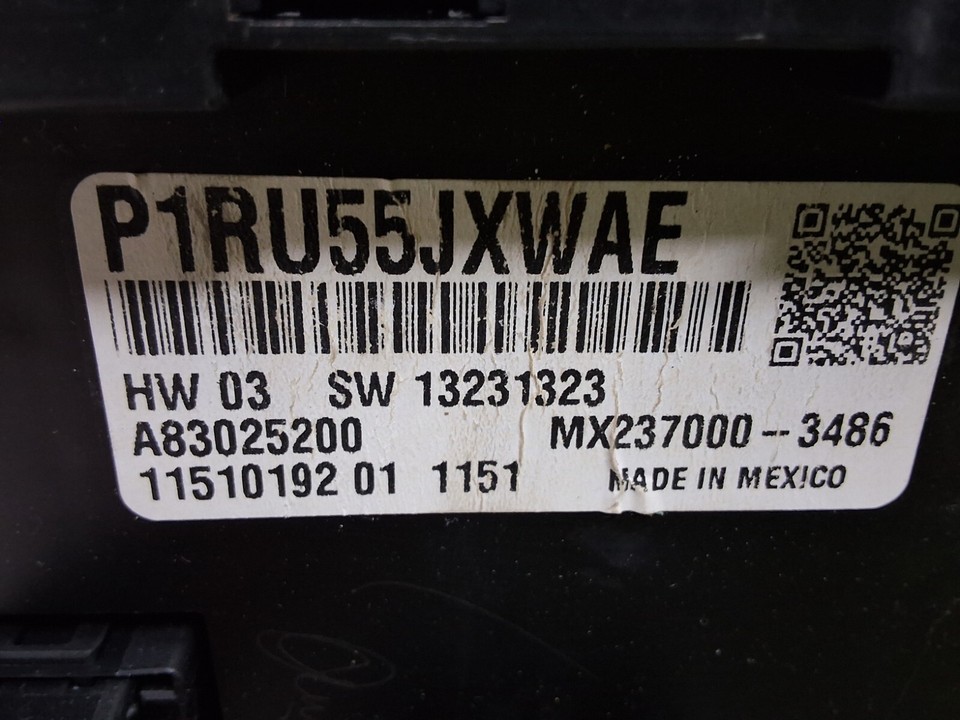 P1RU55JXWAE
HW 03 SW 13231323
A83025200 MX237000--3486
11510192 01 1151 MADE IN MEXICO